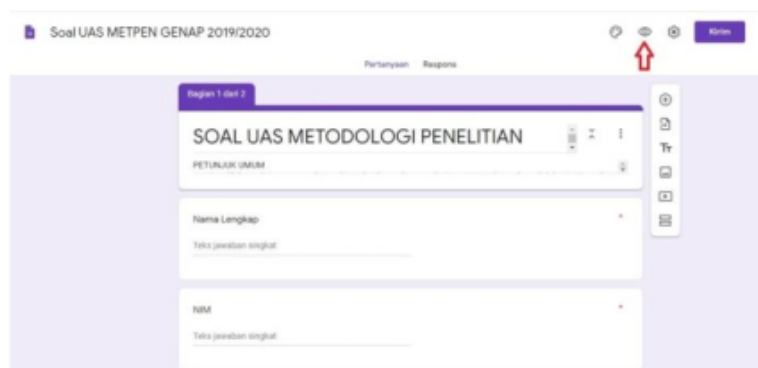 Soal UAS METPEN GENAP 2019/2020
Kirim
Pertanyaan Respons
Bagian 1 dari 2
SOAL UAS METODOLOGI PENELITIAN
PETUNJUK UMUM
Nama Lengkap *
Teks jawaban singkat
NIM *
Teks jawaban singkat